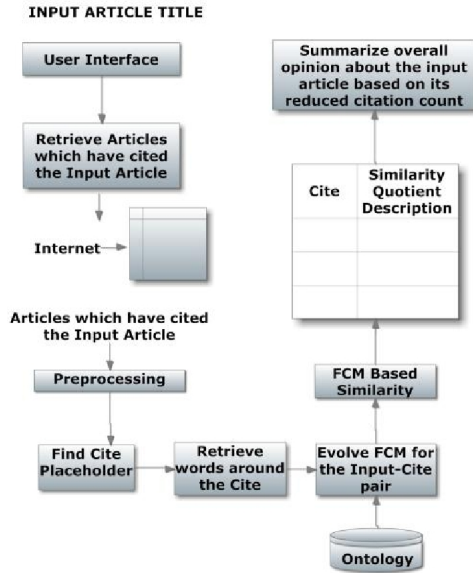 INPUT ARTICLE TITLE
User Interface
Retrieve Articles
which have cited
the Input Article
Internet
Articles which have cited
the Input Article
Preprocessing
Find Cite
Placeholder
Retrieve
words around
the Cite
Evolve FCM for
the Input-Cite
pair
Ontology
FCM Based
Similarity
Cite
Similarity
Quotient
Description
Summarize overall
opinion about the input
article based on its
reduced citation count